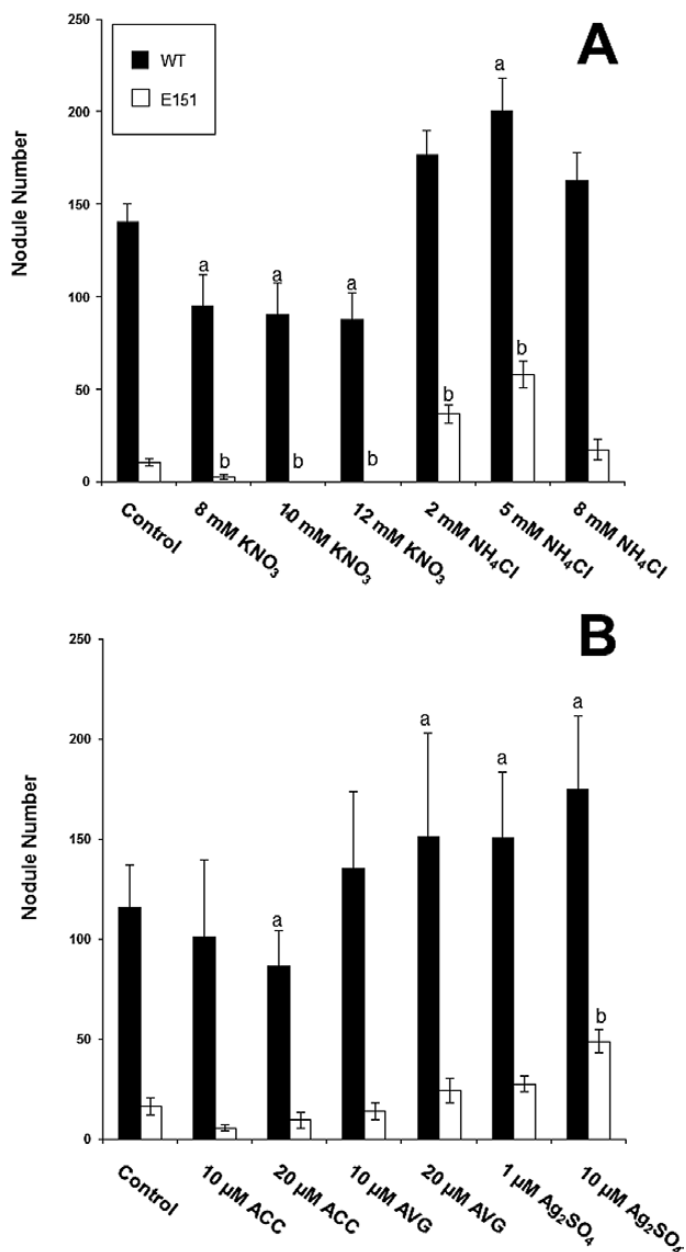 A
WT
E151
Nodule Number
250
200
150
100
50
0
a
a
a
a
a
b
b
b
b
b
Control
8 mM KNO₃
10 mM KNO₃
12 mM KNO₃
2 mM NH₄Cl
5 mM NH₄Cl
8 mM NH₄Cl
B
Nodule Number
250
200
150
100
50
0
a
a
a
a
b
Control
10 µM ACC
20 µM ACC
10 µM AVG
20 µM AVG
1 µM Ag₂SO₄
10 µM Ag₂SO₄